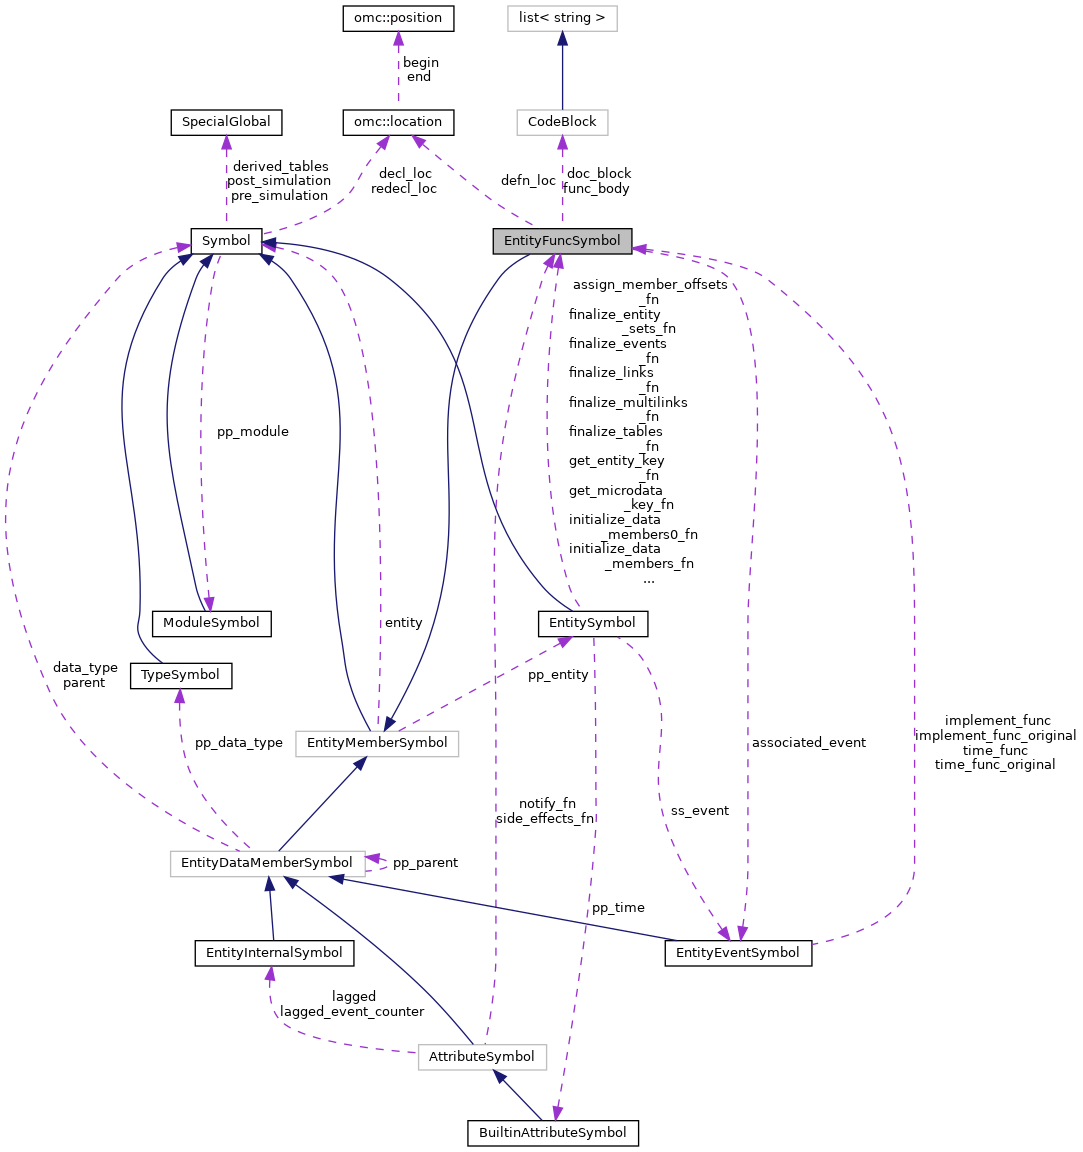 omc::position
list< string >
begin
end
SpecialGlobal
omc::location
CodeBlock
derived_tables
post_simulation
pre_simulation
decl_loc
redecl_loc
defn_loc
doc_block
func_body
Symbol
EntityFuncSymbol
assign_member_offsets
_fn
finalize_entity
_sets_fn
finalize_events
_fn
finalize_links
_fn
finalize_multilinks
_fn
finalize_tables
_fn
get_entity_key
_fn
get_microdata
_key_fn
initialize_data
_members0_fn
initialize_data
_members_fn
...
pp_module
ModuleSymbol
entity
EntitySymbol
data_type
parent
TypeSymbol
pp_entity
pp_data_type
EntityMemberSymbol
associated_event
implement_func
implement_func_original
time_func
time_func_original
notify_fn
side_effects_fn
ss_event
EntityDataMemberSymbol
pp_parent
pp_time
EntityInternalSymbol
EntityEventSymbol
lagged
lagged_event_counter
AttributeSymbol
BuiltinAttributeSymbol